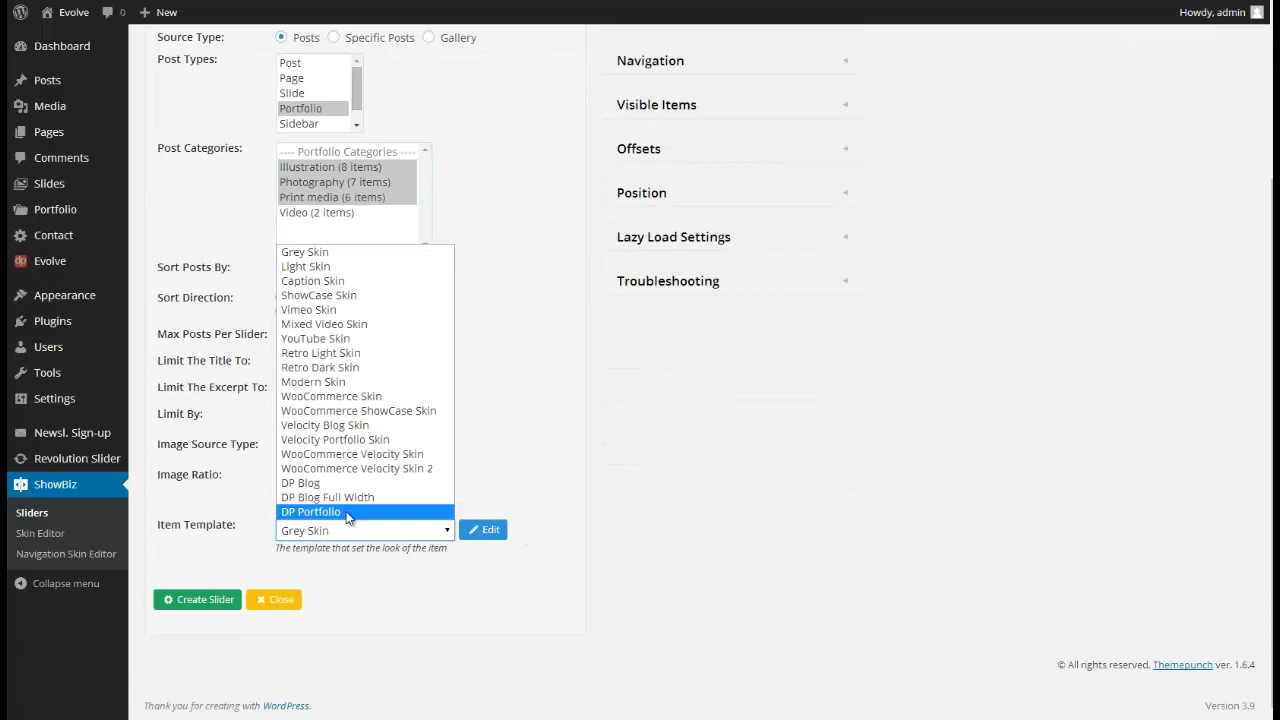 Evolve
0
New
Howdy, admin
Dashboard
Posts
Media
Pages
Comments
Slides
Portfolio
Contact
dp Evolve
Appearance
Plugins
Users
Tools
Settings
Newsl. Sign-up
Revolution Slider
ShowBiz
Sliders
Skin Editor
Navigation Skin Editor
Collapse menu
Source Type: Posts Specific Posts Gallery
Post Types:
Post
Page
Slide
Portfolio
Sidebar
Post Categories:
---- Portfolio Categories ----
Illustration (8 items)
Photography (7 items)
Print media (6 items)
Video (2 items)
Sort Posts By:
Sort Direction:
Max Posts Per Slider:
Limit The Title To:
Limit The Excerpt To:
Limit By:
Image Source Type:
Image Ratio:
Item Template:
Grey Skin
Light Skin
Caption Skin
ShowCase Skin
Vimeo Skin
Mixed Video Skin
YouTube Skin
Retro Light Skin
Retro Dark Skin
Modern Skin
WooCommerce Skin
WooCommerce ShowCase Skin
Velocity Blog Skin
Velocity Portfolio Skin
WooCommerce Velocity Skin
WooCommerce Velocity Skin 2
DP Blog
DP Blog Full Width
DP Portfolio
Grey Skin
Edit
The template that set the look of the item
Create Slider
Close
Navigation
Visible Items
Offsets
Position
Lazy Load Settings
Troubleshooting
© All rights reserved, Themepunch ver. 1.6.4
Thank you for creating with WordPress.
Version 3.9